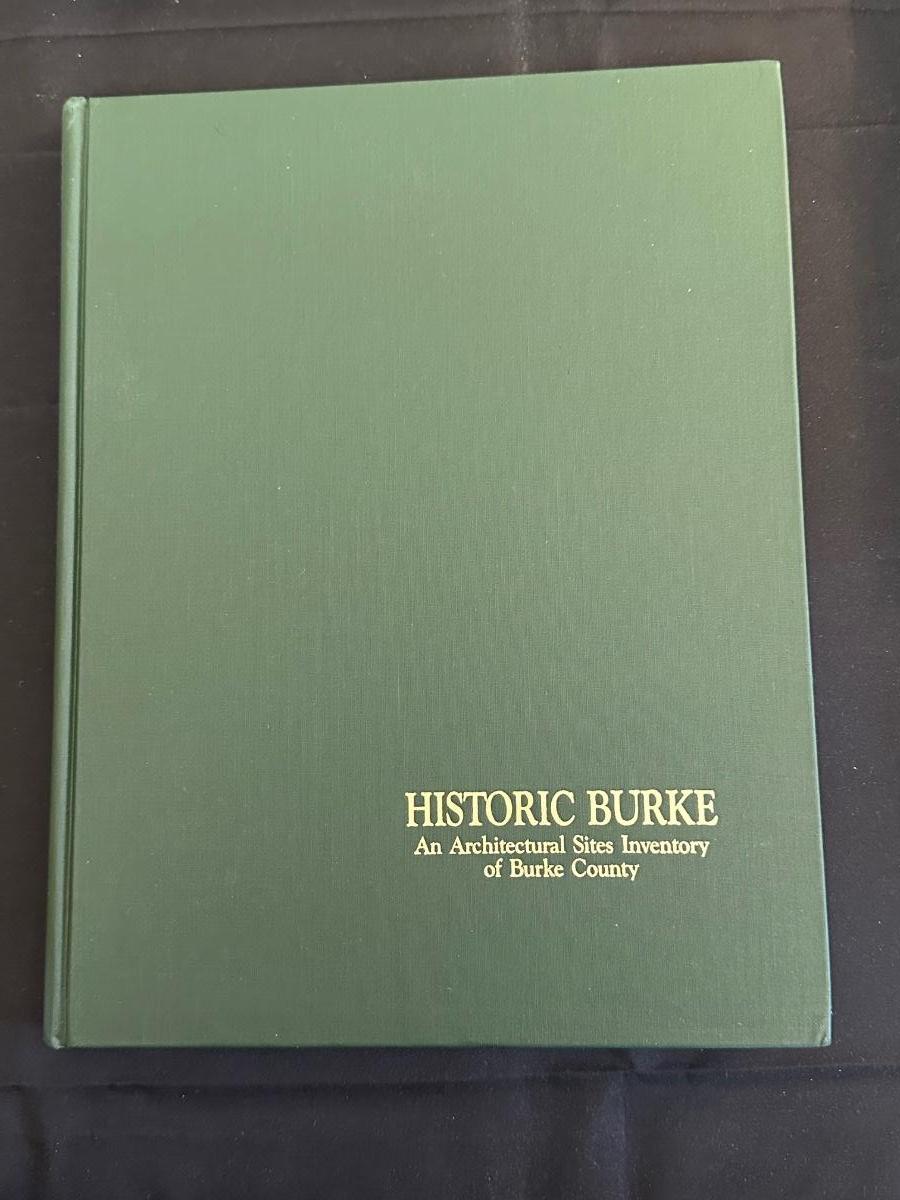 HISTORIC BURKE
An Architectural Sites Inventory
of Burke County